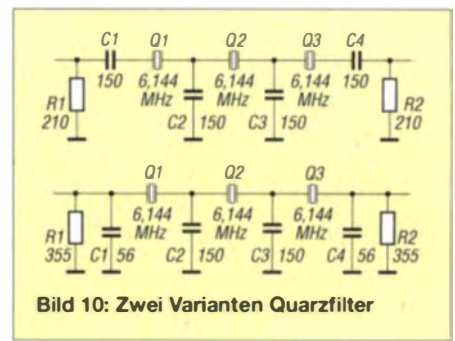 C1 Q1 Q2 Q3 C4
150 6,144 6,144 6,144 150
R1 MHz MHz MHz R2
210 C2 150 C3 150 210
Q1 Q2 Q3
6,144 6,144 6,144
R1 MHz MHz MHz R2
355 C1 56 C2 150 C3 150 C4 56 355
Bild 10: Zwei Varianten Quarzfilter